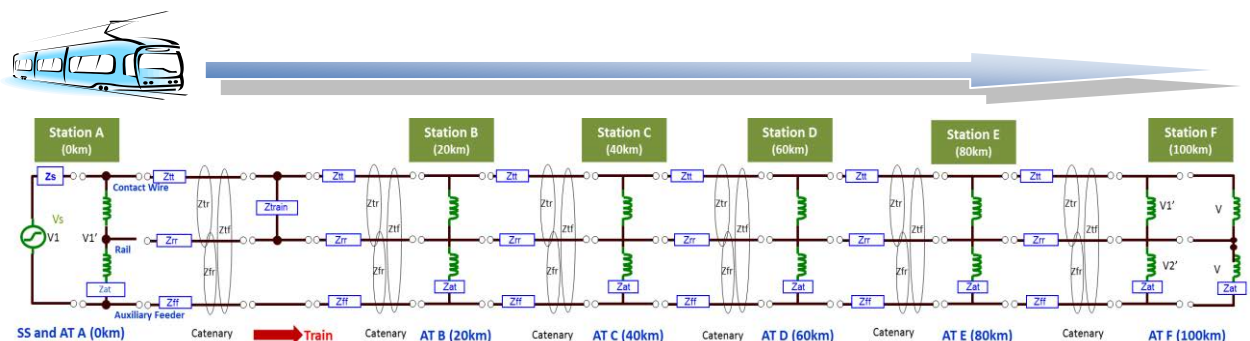 Station A
(0km)
Station B
(20km)
Station C
(40km)
Station D
(60km)
Station E
(80km)
Station F
(100km)
Zs
Ztt
Ztt
Ztt
Ztt
Ztt
Ztt
Contact Wire
Ztr
Ztf
Ztrain
Ztr
Ztf
Ztr
Ztf
Ztr
Ztf
Ztr
Ztf
Ztr
Ztf
V1'
V
Vs
V1
V1'
Zrr
Zrr
Zrr
Zrr
Zrr
Zrr
Rail
Zfr
Zfr
Zfr
Zfr
Zfr
Zfr
V2'
V
Zat
Zat
Zat
Zat
Zat
Zat
Zat
Zff
Zff
Zff
Zff
Zff
Zff
Auxiliary Feeder
SS and AT A (0km)
Catenary
Train
Catenary
AT B (20km)
Catenary
AT C (40km)
Catenary
AT D (60km)
Catenary
AT E (80km)
Catenary
AT F (100km)